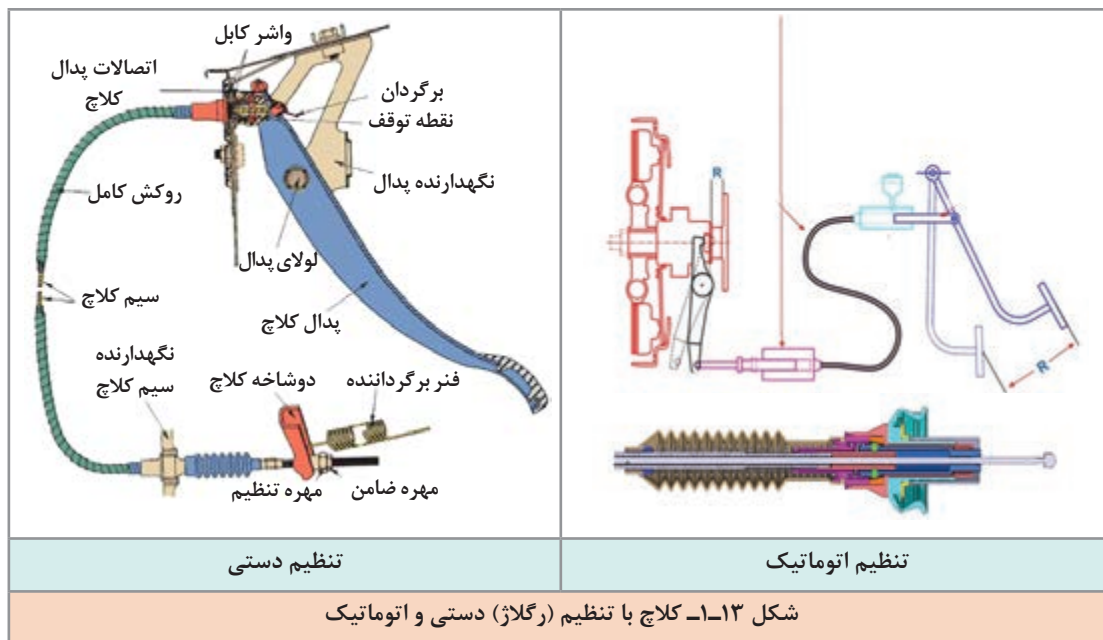 واشر کابل
اتصالات پدال
کلاچ
برگردان
نقطه توقف
نگهدارنده پدال
روکش کامل
لولای پدال
سیم کلاچ
پدال کلاچ
نگهدارنده
سیم کلاچ
دوشاخه کلاچ
فنر برگرداننده
مهره تنظیم
مهره ضامن
R
R
تنظیم دستی
تنظیم اتوماتیک
شکل ۱۳ـ۱ـ کلاچ با تنظیم (رگلاژ) دستی و اتوماتیک